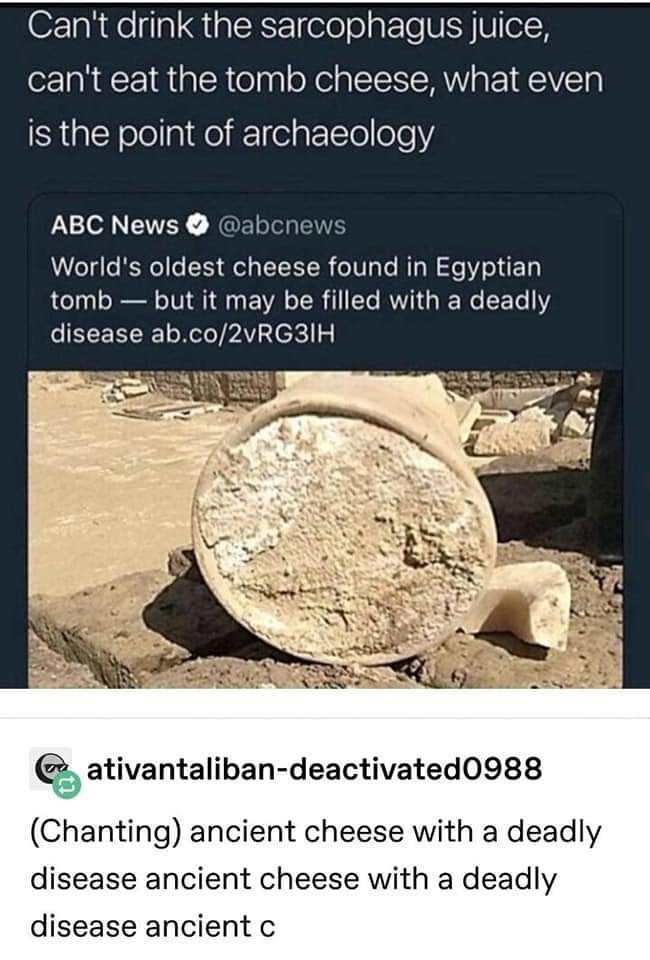 Can't drink the sarcophagus juice,
can't eat the tomb cheese, what even
is the point of archaeology
ABC News @abcnews
World's oldest cheese found in Egyptian
tomb — but it may be filled with a deadly
disease ab.co/2vRG3IH
ativantaliban-deactivated0988
(Chanting) ancient cheese with a deadly
disease ancient cheese with a deadly
disease ancient c